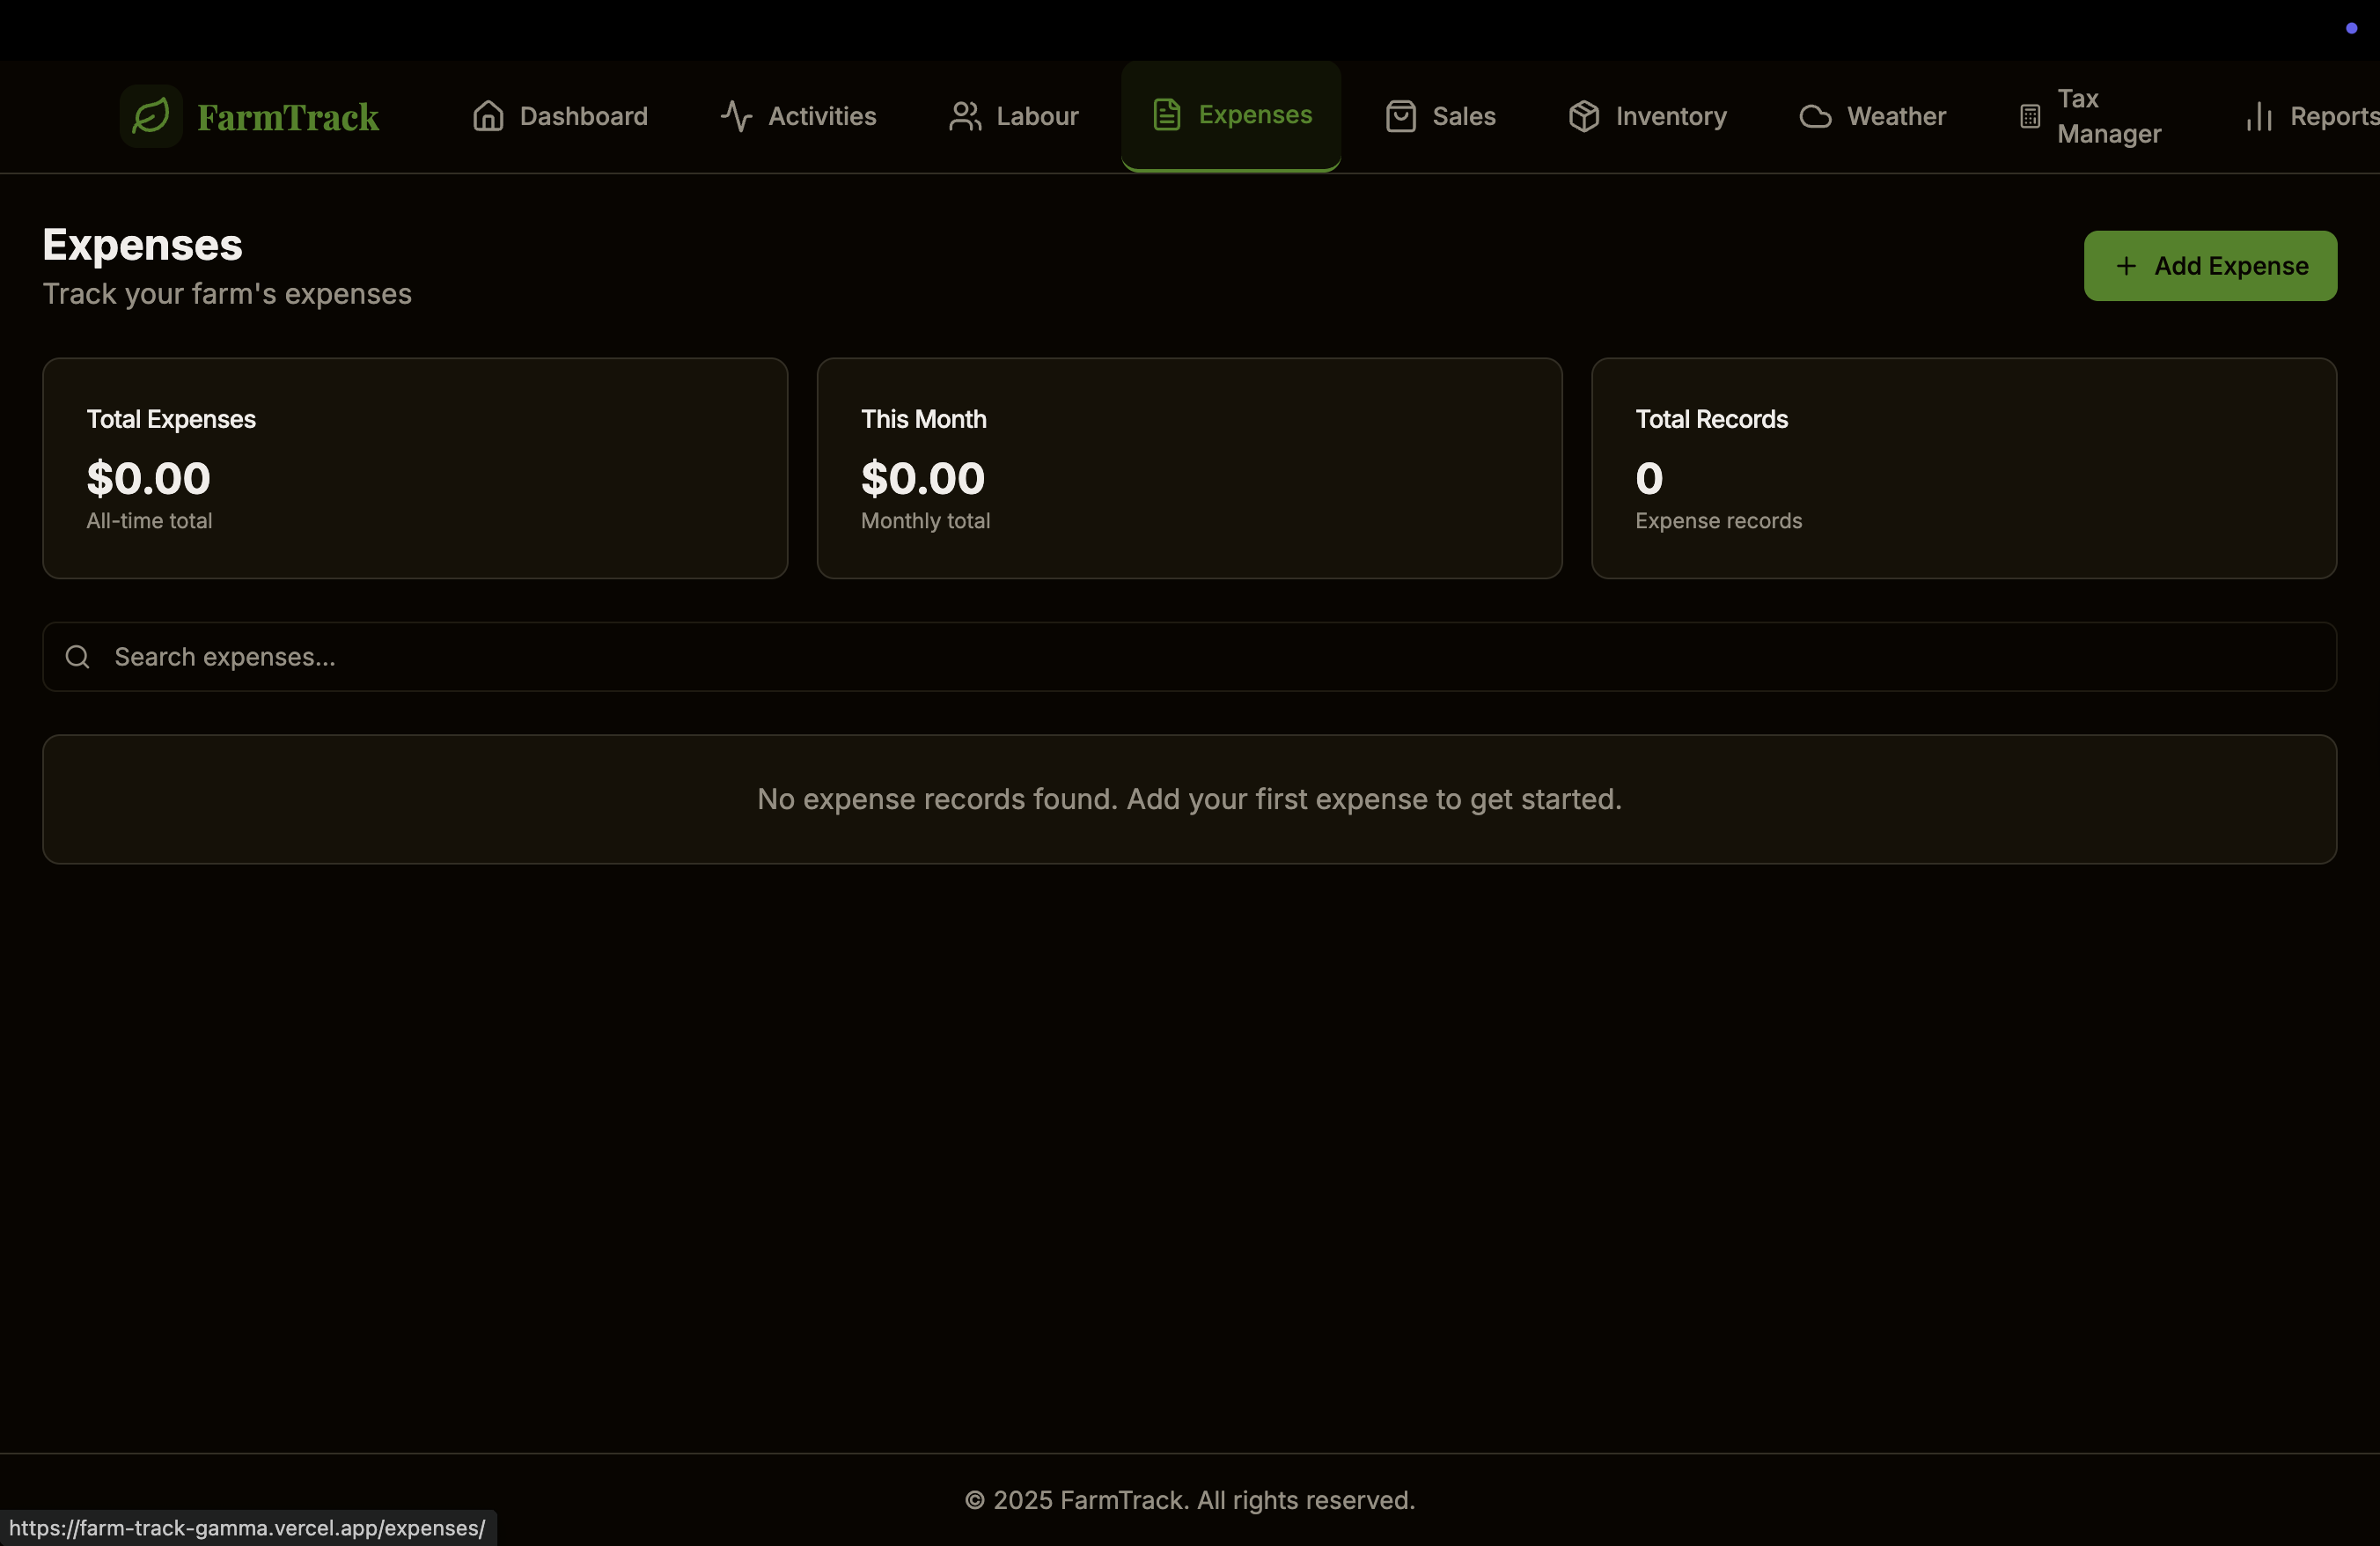 FarmTrack
Dashboard
Activities
Labour
Expenses
Sales
Inventory
Weather
Tax
Manager
Reports
Expenses
Track your farm's expenses
+ Add Expense
Total Expenses
$0.00
All-time total
This Month
$0.00
Monthly total
Total Records
0
Expense records
Search expenses...
No expense records found. Add your first expense to get started.
© 2025 FarmTrack. All rights reserved.
https://farm-track-gamma.vercel.app/expenses/